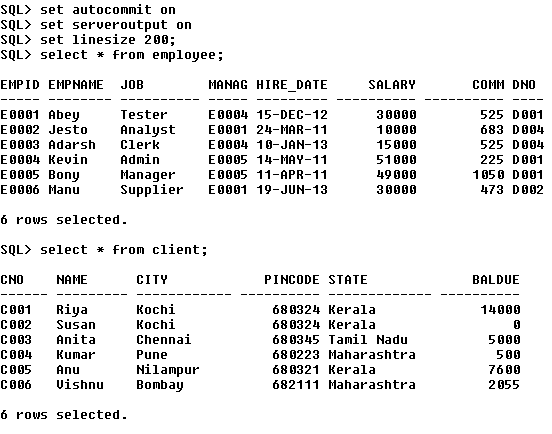 SQL> set autocommit on
SQL> set serveroutput on
SQL> set linesize 200;
SQL> select * from employee;
EMPID EMPNAME JOB MANAG HIRE_DATE SALARY COMM DNO
----- ---------- ---------- ----- --------- ---------- ---------- ----
E0001 Abey Tester E0004 15-DEC-12 30000 525 D001
E0002 Jesto Analyst E0001 24-MAR-11 10000 683 D004
E0003 Adarsh Clerk E0004 10-JAN-13 15000 525 D004
E0004 Kevin Admin E0005 14-MAY-11 51000 225 D001
E0005 Bony Manager E0005 11-APR-11 49000 1050 D001
E0006 Manu Supplier E0001 19-JUN-13 30000 473 D002
6 rows selected.
SQL> select * from client;
CNO NAME CITY PINCODE STATE BALDUE
------ --------- ------------ ---------- ------------- ----------
C001 Riya Kochi 680324 Kerala 14000
C002 Susan Kochi 680324 Kerala 0
C003 Anita Chennai 680345 Tamil Nadu 5000
C004 Kumar Pune 680223 Maharashtra 500
C005 Anu Nilampur 680321 Kerala 7600
C006 Vishnu Bombay 682111 Maharashtra 2055
6 rows selected.